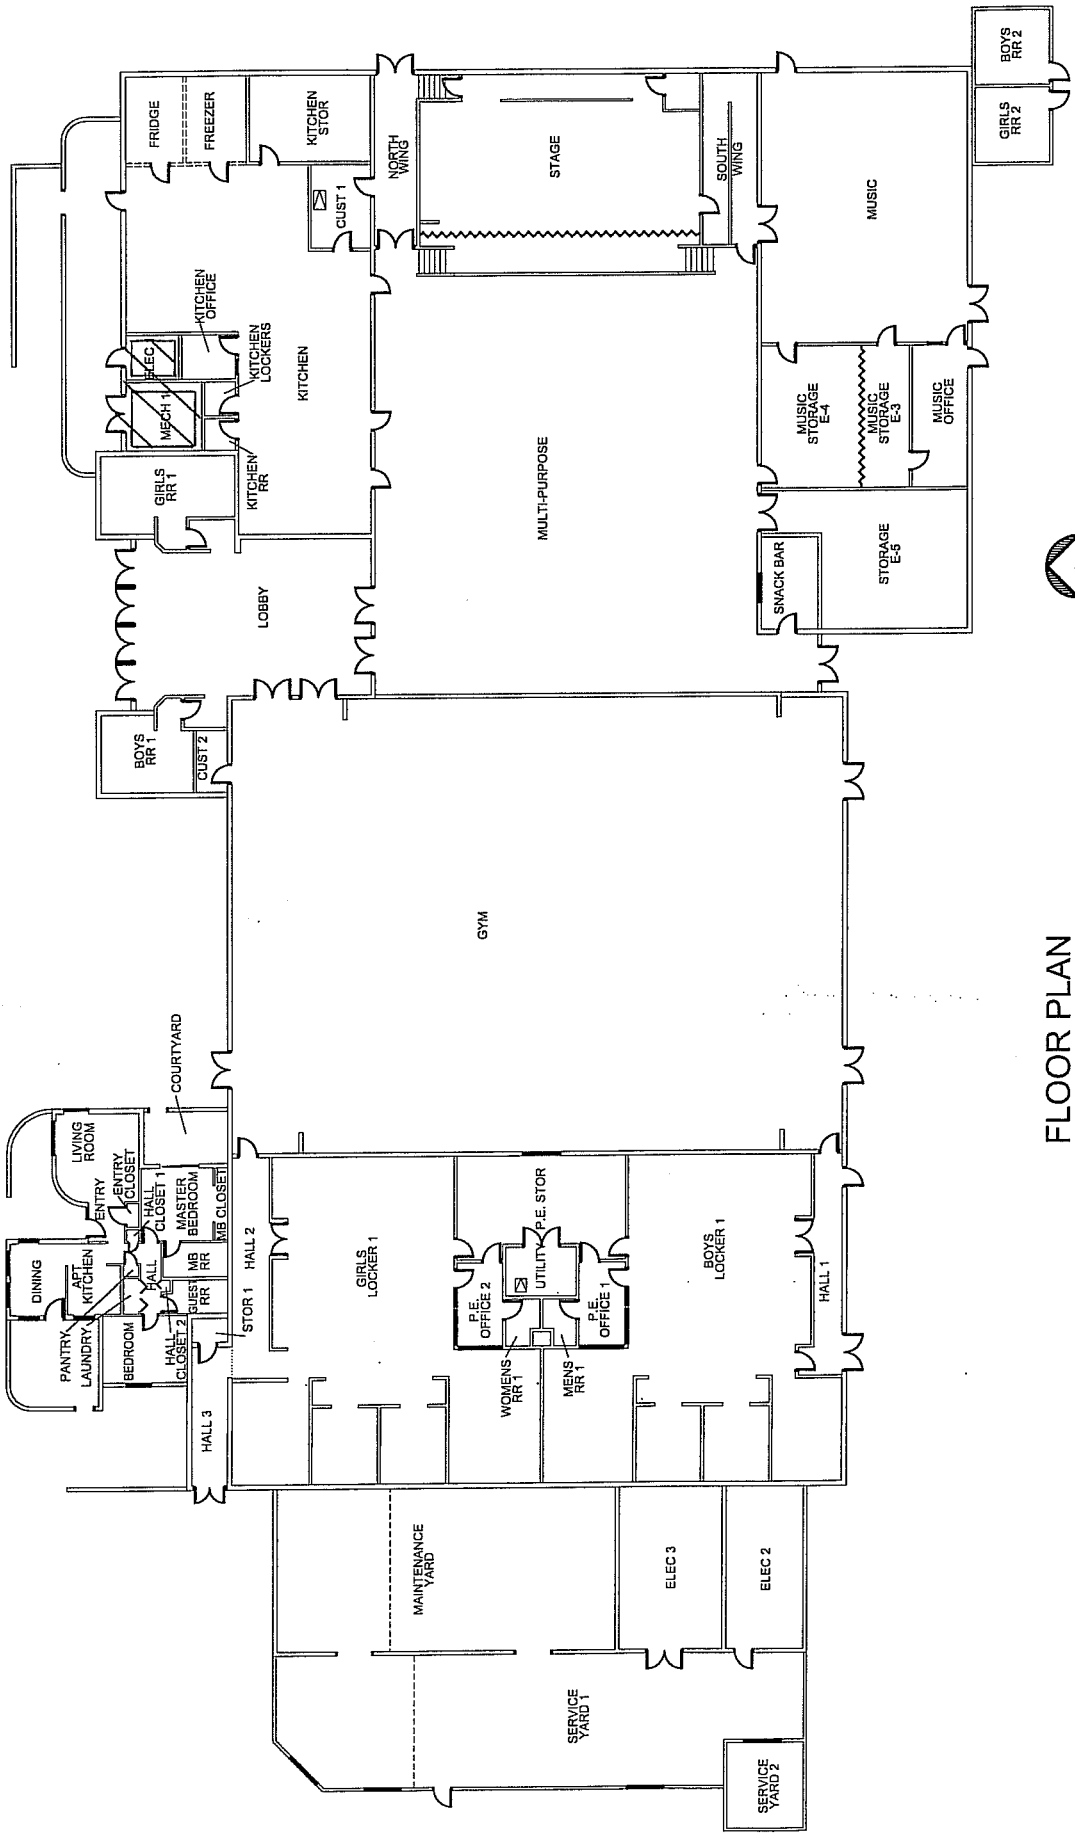 DINING
APT
KITCHEN
PANTRY
LAUNDRY
BEDROOM
HALL
CLOSET 2
GUEST
RR
HALL
MB
RR
ENTRY
LIVING
ROOM
ENTRY
CLOSET
HALL
CLOSET 1
MASTER
BEDROOM
MB CLOSET
COURTYARD
HALL 3
STOR 1
HALL 2
BOYS
RR 1
CUST 2
LOBBY
GIRLS
RR 1
KITCHEN
RR
MECH 1
ELEC
KITCHEN
LOCKERS
KITCHEN
OFFICE
KITCHEN
FRIDGE
FREEZER
KITCHEN
STOR
CUST 1
MAINTENANCE
YARD
SERVICE
YARD 1
SERVICE
YARD 2
ELEC 3
ELEC 2
GIRLS
LOCKER 1
WOMENS
RR 1
MENS
RR 1
P.E.
OFFICE 2
UTILITY
P.E.
OFFICE 1
P.E. STOR
BOYS
LOCKER 1
HALL 1
GYM
MULTI-PURPOSE
NORTH
WING
STAGE
SOUTH
WING
SNACK BAR
STORAGE
E-5
MUSIC
STORAGE
E-4
MUSIC
STORAGE
E-3
MUSIC
OFFICE
MUSIC
GIRLS
RR 2
BOYS
RR 2
FLOOR PLAN